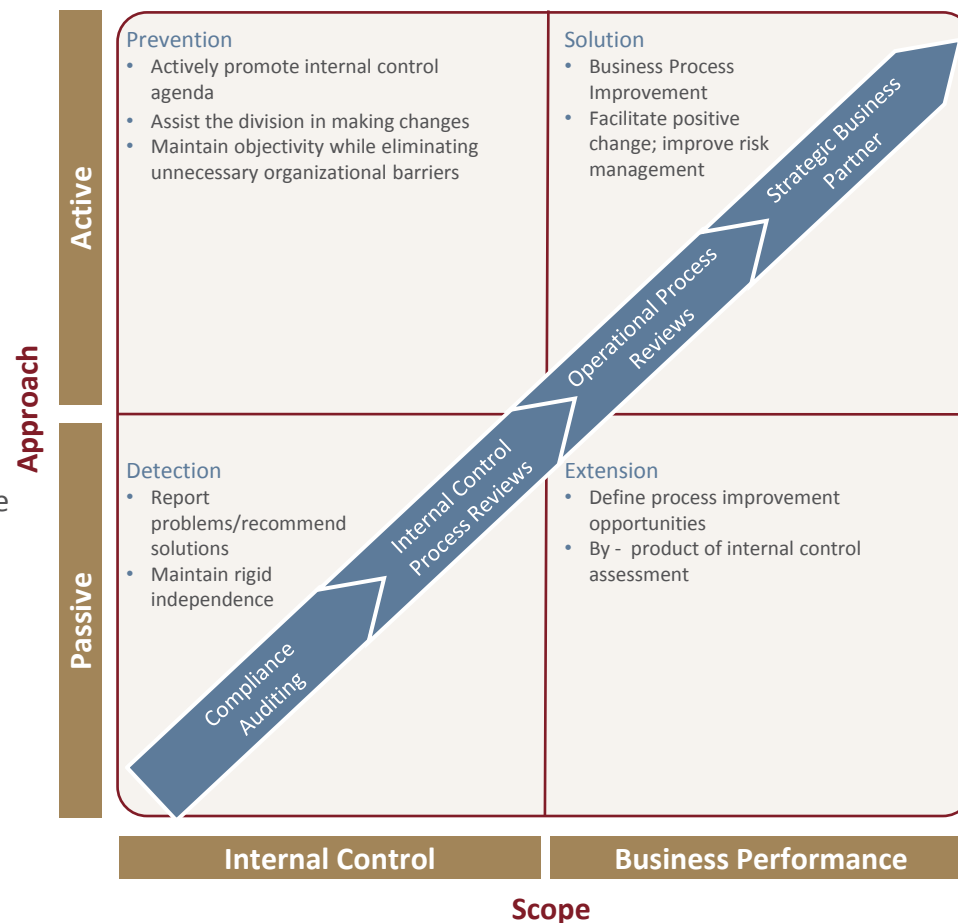 Prevention
• Actively promote internal control
agenda
• Assist the division in making changes
• Maintain objectivity while eliminating
unnecessary organizational barriers
Solution
• Business Process
Improvement
• Facilitate positive
change; improve risk
management
Strategic Business
Partner
Operational Process
Reviews
Active
Approach
e
Passive
Detection
• Report
problems/recommend
solutions
• Maintain rigid
independence
Internal Control
Process Reviews
Extension
• Define process improvement
opportunities
• By - product of internal control
assessment
Compliance
Auditing
Internal Control
Business Performance
Scope